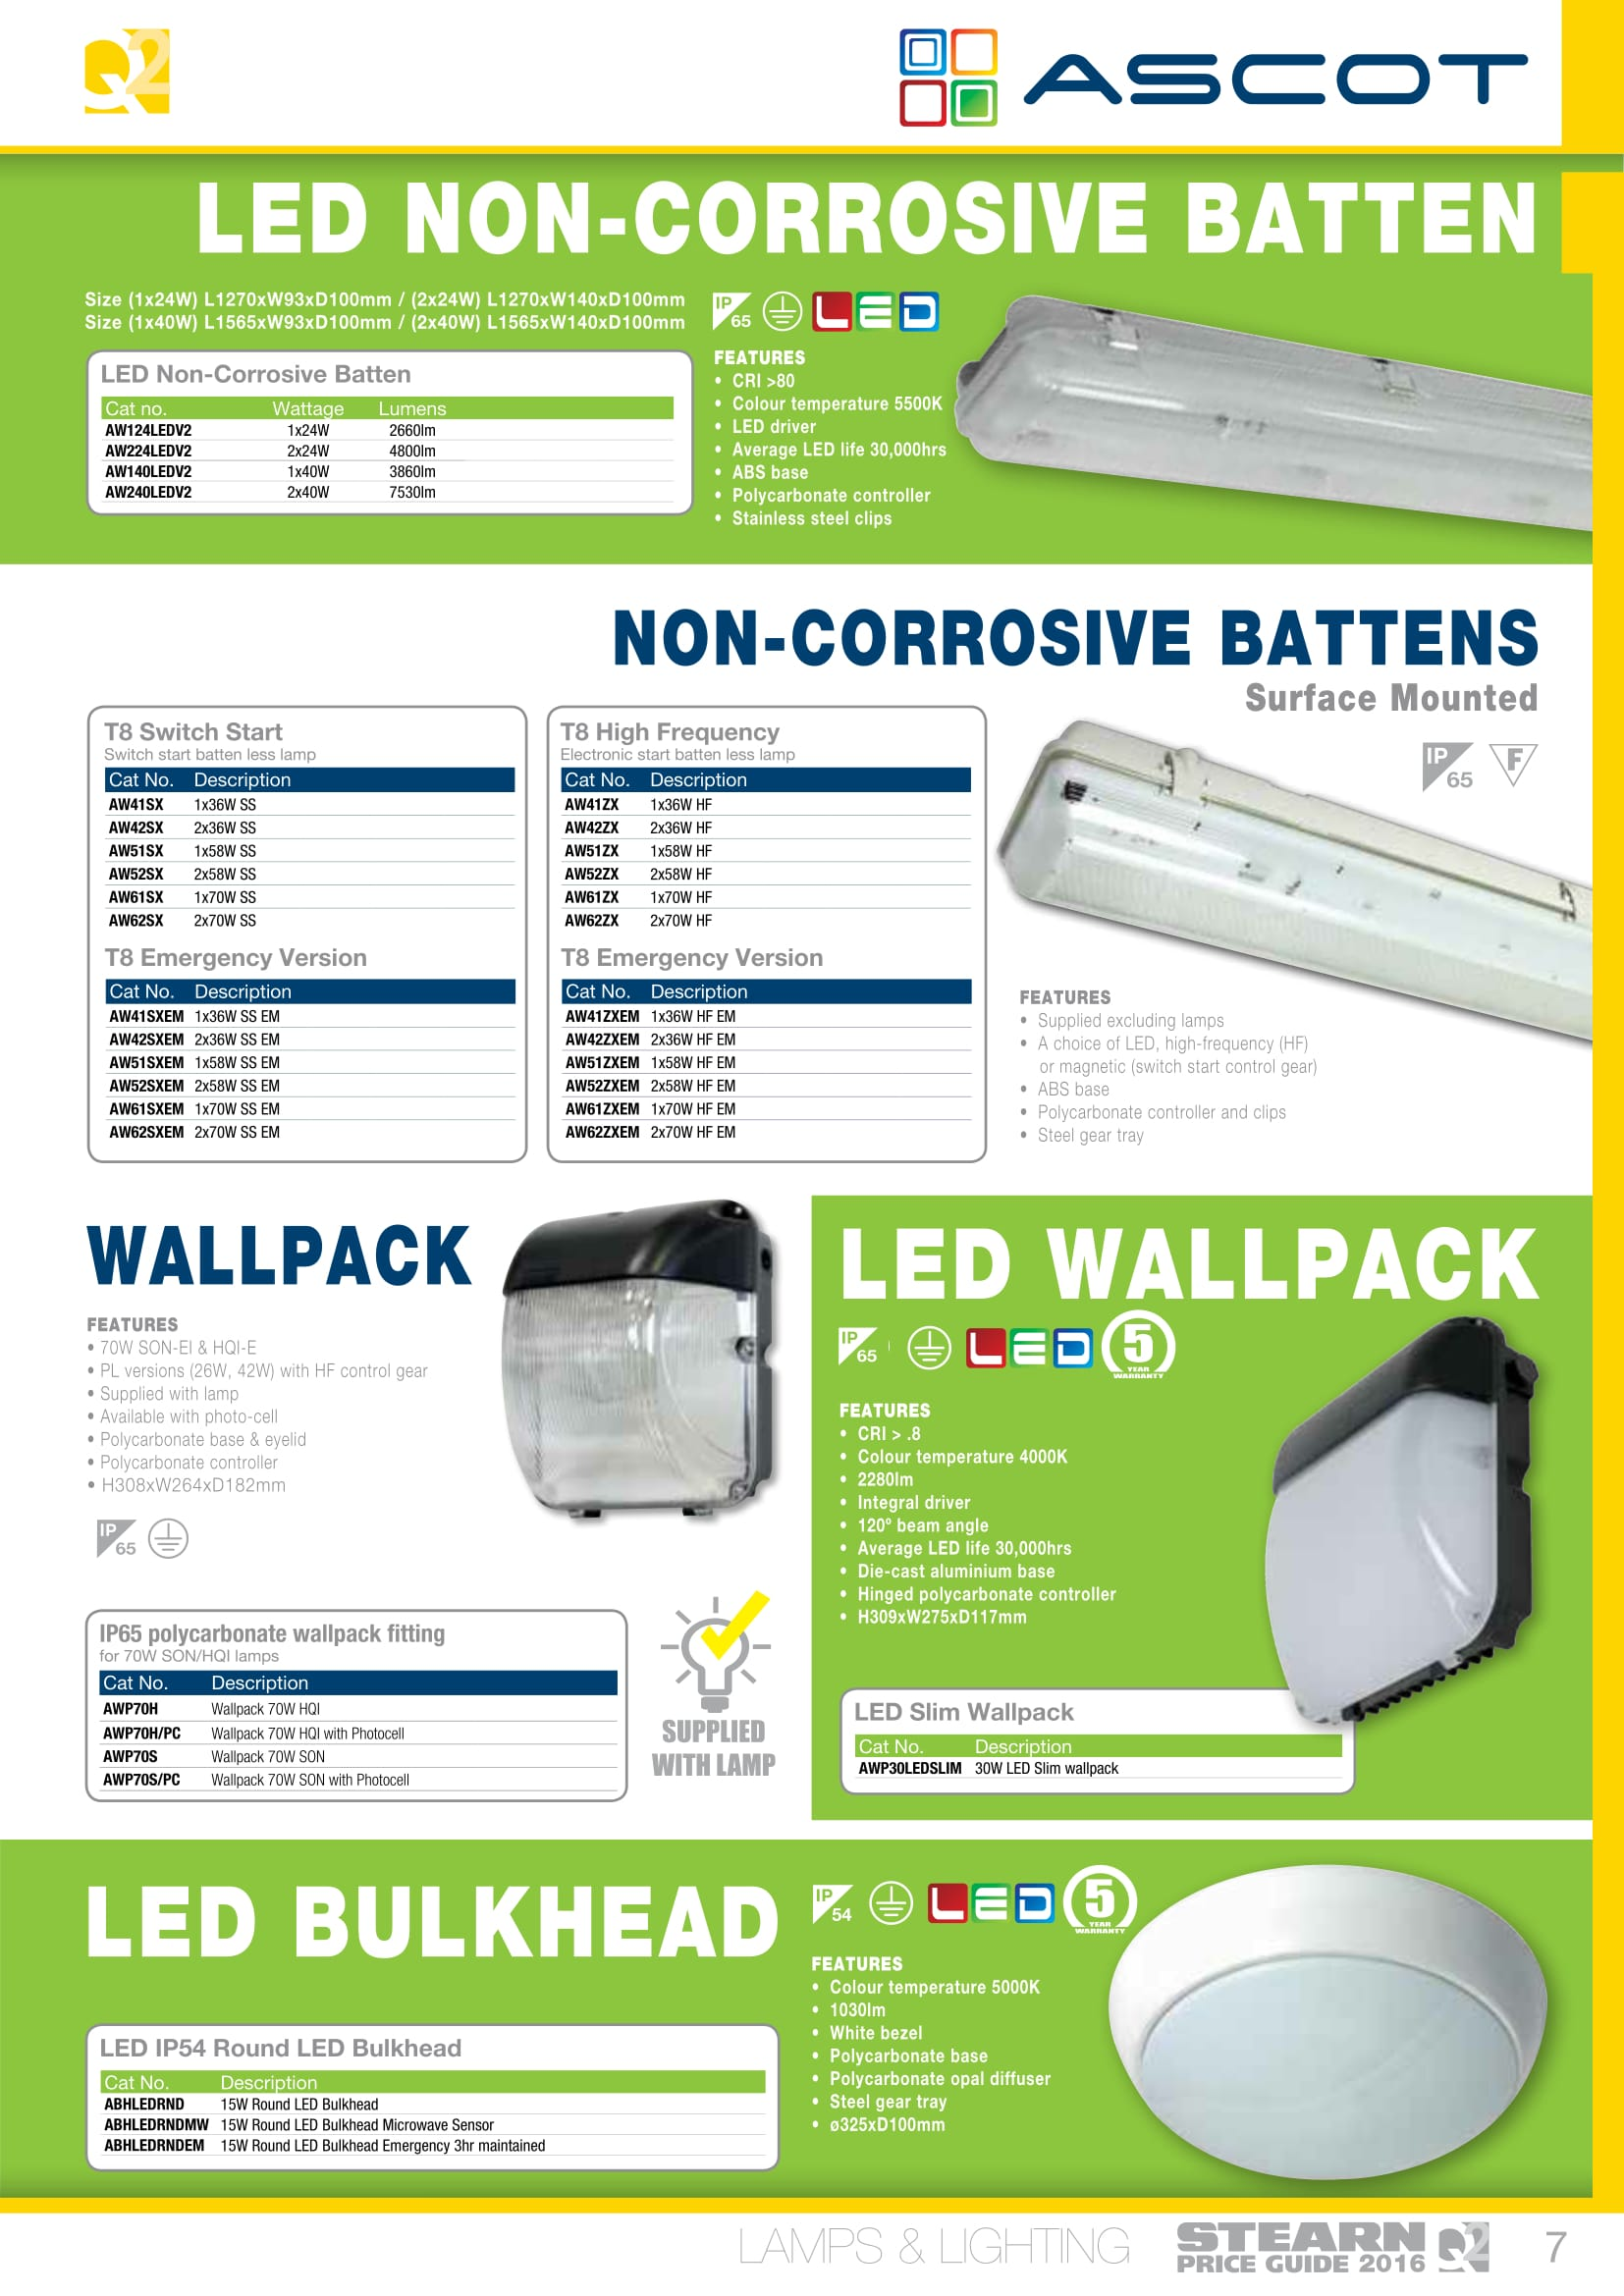 Q2
ASCOT
LED NON-CORROSIVE BATTEN
Size (1x24W) L1270xW93xD100mm / (2x24W) L1270xW140xD100mm
Size (1x40W) L1565xW93xD100mm / (2x40W) L1565xW140xD100mm
IP 65
LED
LED Non-Corrosive Batten
Cat no. Wattage Lumens
AW124LEDV2 1x24W 2660lm
AW224LEDV2 2x24W 4800lm
AW140LEDV2 1x40W 3860lm
AW240LEDV2 2x40W 7530lm
FEATURES
• CRI >80
• Colour temperature 5500K
• LED driver
• Average LED life 30,000hrs
• ABS base
• Polycarbonate controller
• Stainless steel clips
NON-CORROSIVE BATTENS
Surface Mounted
IP 65
F
T8 Switch Start
Switch start batten less lamp
Cat No. Description
AW41SX 1x36W SS
AW42SX 2x36W SS
AW51SX 1x58W SS
AW52SX 2x58W SS
AW61SX 1x70W SS
AW62SX 2x70W SS
T8 Emergency Version
Cat No. Description
AW41SXEM 1x36W SS EM
AW42SXEM 2x36W SS EM
AW51SXEM 1x58W SS EM
AW52SXEM 2x58W SS EM
AW61SXEM 1x70W SS EM
AW62SXEM 2x70W SS EM
T8 High Frequency
Electronic start batten less lamp
Cat No. Description
AW41ZX 1x36W HF
AW42ZX 2x36W HF
AW51ZX 1x58W HF
AW52ZX 2x58W HF
AW61ZX 1x70W HF
AW62ZX 2x70W HF
T8 Emergency Version
Cat No. Description
AW41ZXEM 1x36W HF EM
AW42ZXEM 2x36W HF EM
AW51ZXEM 1x58W HF EM
AW52ZXEM 2x58W HF EM
AW61ZXEM 1x70W HF EM
AW62ZXEM 2x70W HF EM
FEATURES
• Supplied excluding lamps
• A choice of LED, high-frequency (HF)
or magnetic (switch start control gear)
• ABS base
• Polycarbonate controller and clips
• Steel gear tray
WALLPACK
FEATURES
• 70W SON-EI & HQI-E
• PL versions (26W, 42W) with HF control gear
• Supplied with lamp
• Available with photo-cell
• Polycarbonate base & eyelid
• Polycarbonate controller
• H308xW264xD182mm
IP 65
IP65 polycarbonate wallpack fitting
for 70W SON/HQI lamps
Cat No. Description
AWP70H Wallpack 70W HQI
AWP70H/PC Wallpack 70W HQI with Photocell
AWP70S Wallpack 70W SON
AWP70S/PC Wallpack 70W SON with Photocell
SUPPLIED
WITH LAMP
LED WALLPACK
IP 65
LED
5
YEAR
WARRANTY
FEATURES
• CRI > .8
• Colour temperature 4000K
• 2280lm
• Integral driver
• 120º beam angle
• Average LED life 30,000hrs
• Die-cast aluminium base
• Hinged polycarbonate controller
• H309xW275xD117mm
LED Slim Wallpack
Cat No. Description
AWP30LEDSLIM 30W LED Slim wallpack
LED BULKHEAD
IP 54
LED
5
YEAR
WARRANTY
LED IP54 Round LED Bulkhead
Cat No. Description
ABHLEDRND 15W Round LED Bulkhead
ABHLEDRNDMW 15W Round LED Bulkhead Microwave Sensor
ABHLEDRNDEM 15W Round LED Bulkhead Emergency 3hr maintained
FEATURES
• Colour temperature 5000K
• 1030lm
• White bezel
• Polycarbonate base
• Polycarbonate opal diffuser
• Steel gear tray
• ø325xD100mm
LAMPS & LIGHTING
STEARN
PRICE GUIDE 2016
Q2
7